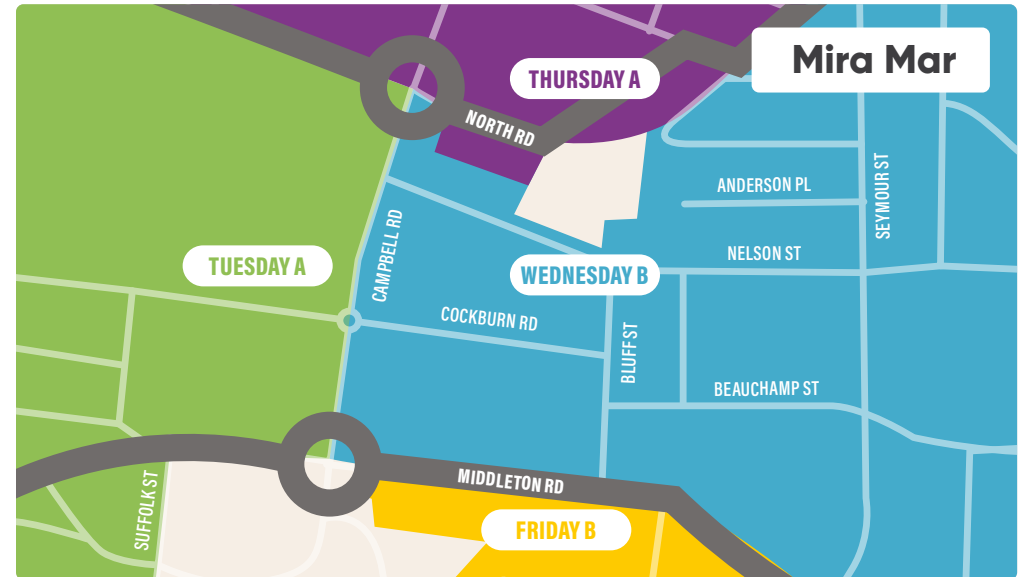 Mira Mar
THURSDAY A
NORTH RD
ANDERSON PL
SEYMOUR ST
CAMPBELL RD
NELSON ST
TUESDAY A
WEDNESDAY B
COCKBURN RD
BLUFF ST
BEAUCHAMP ST
SUFFOLK ST
MIDDLETON RD
FRIDAY B